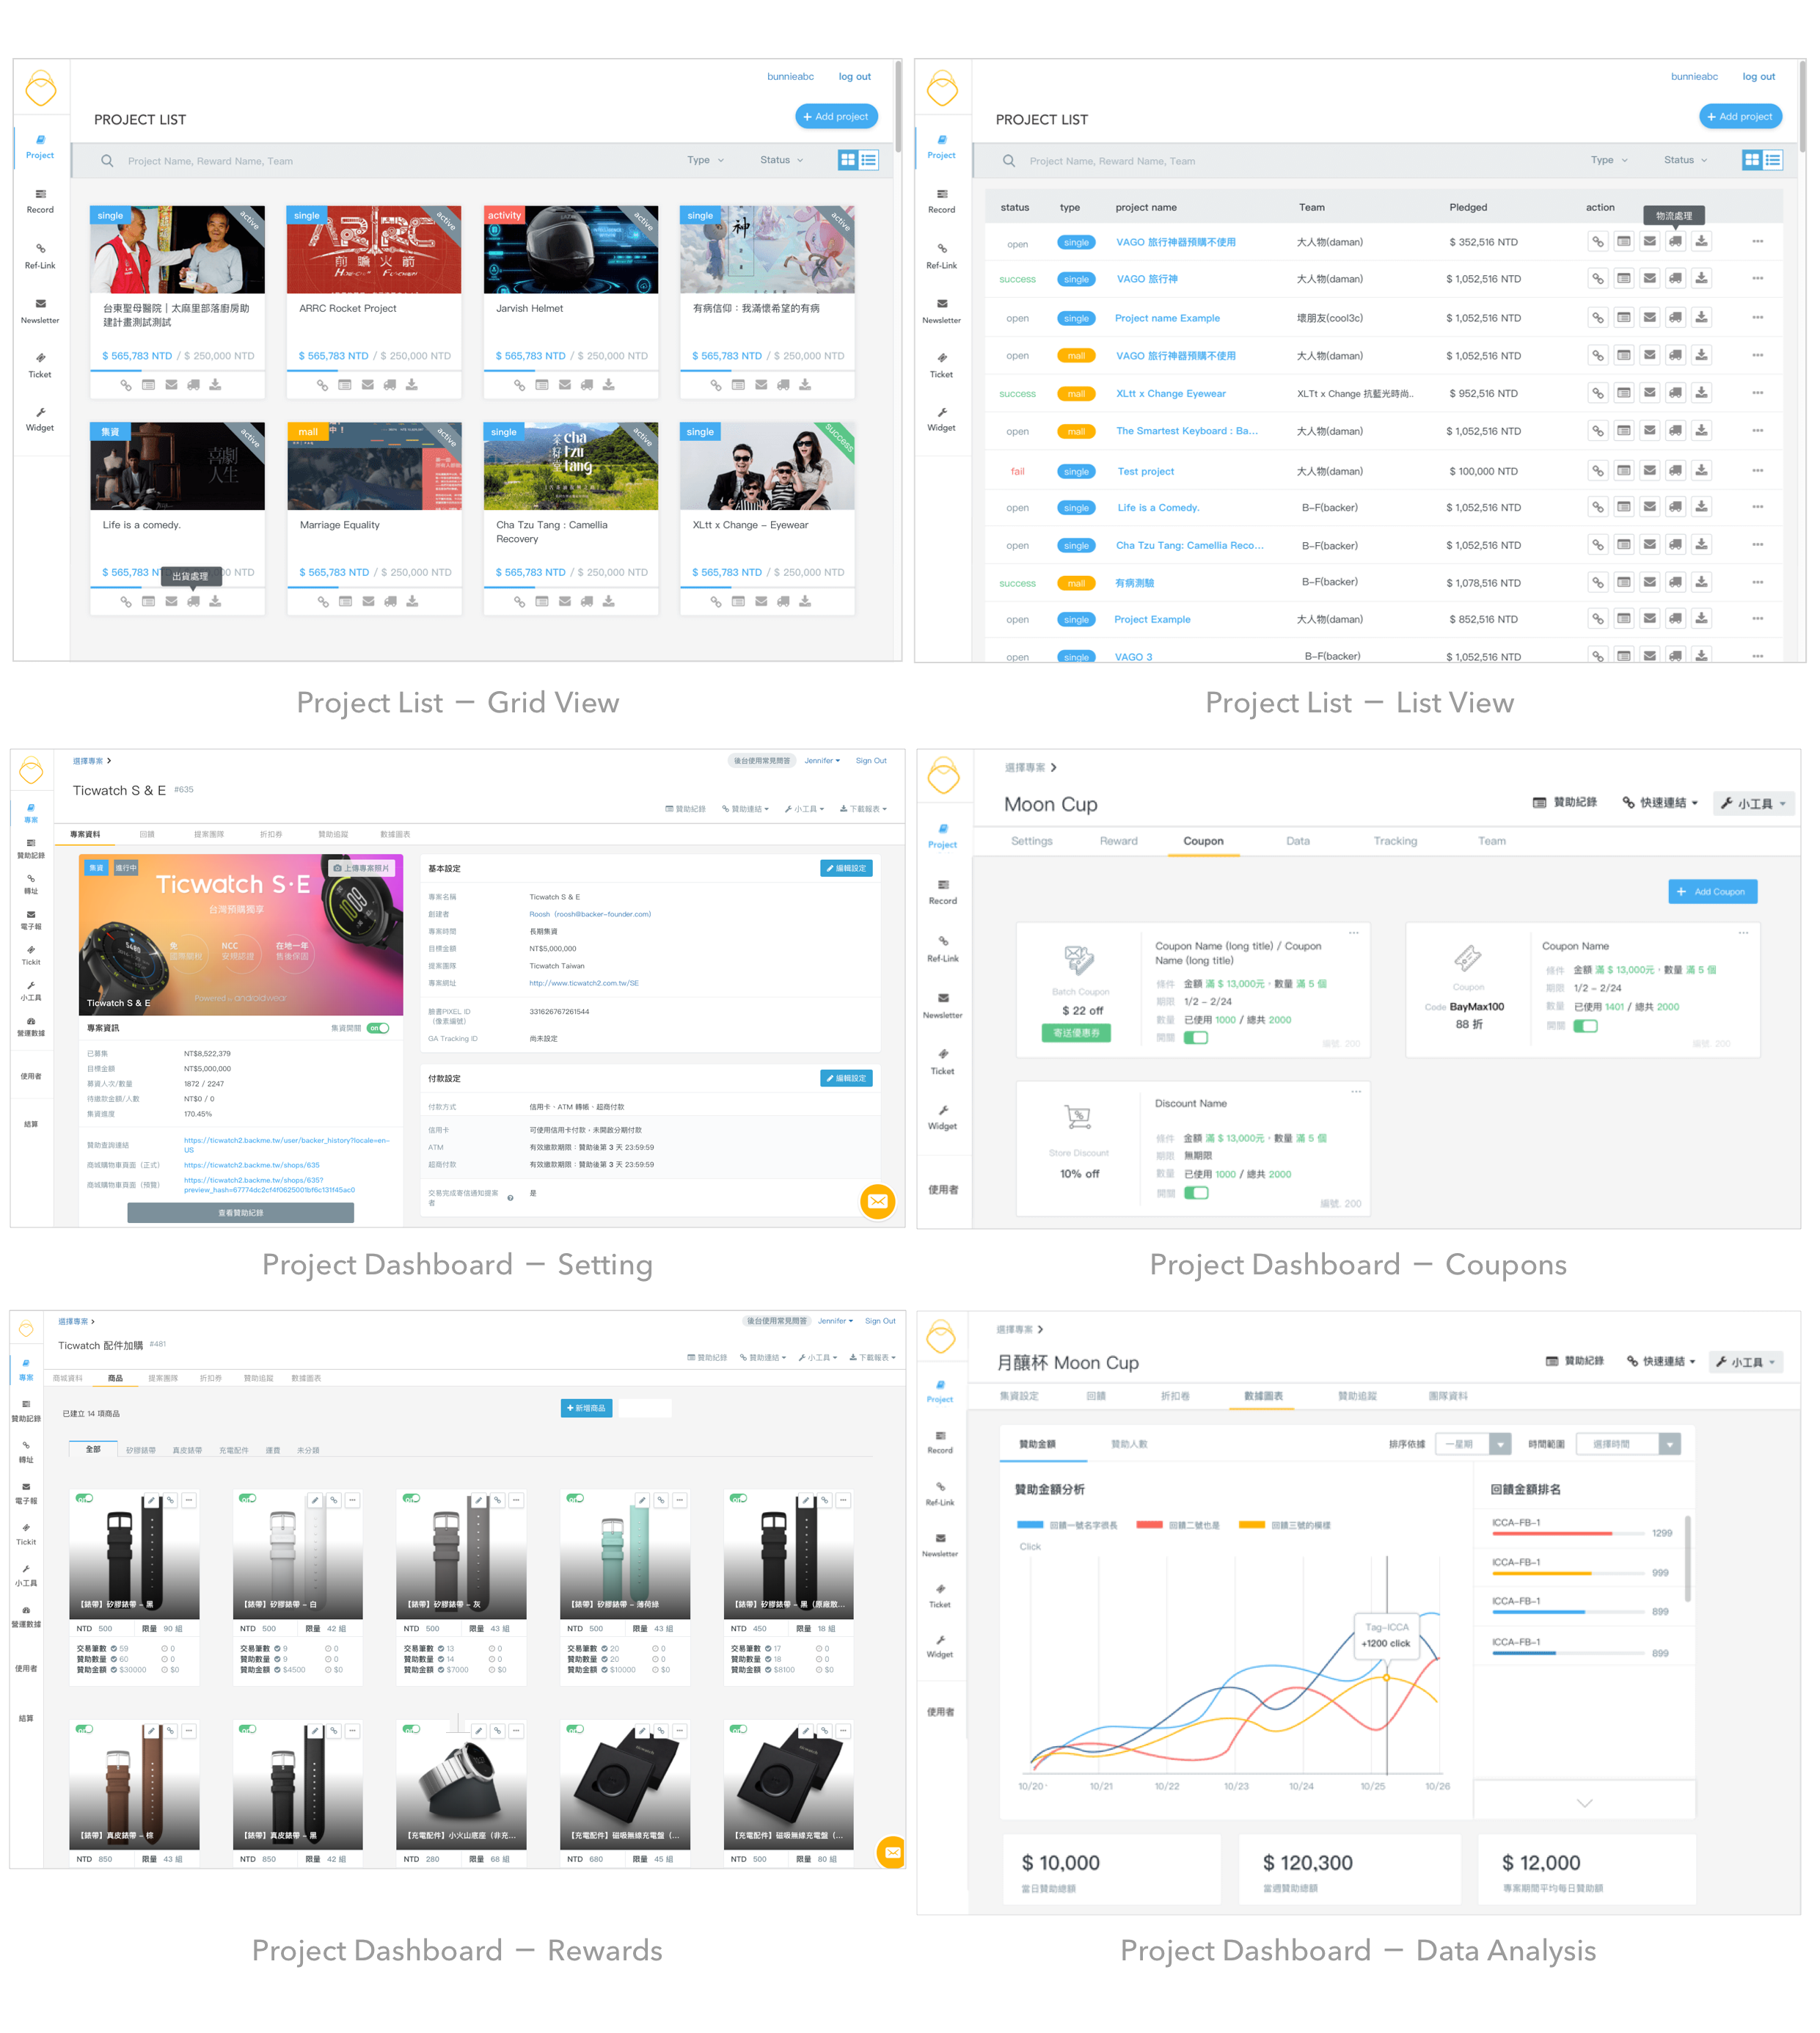 bunnieabc log out
PROJECT LIST
+ Add project
Project Name, Reward Name, Team
Type Status
Project
Record
Ref-Link
Newsletter
Ticket
Widget
single active
single active
activity active
single active
ARRC
前瞻火箭
神
台東聖母醫院｜太麻里部落廚房助
建計畫測試測試
ARRC Rocket Project
Jarvish Helmet
有病信仰：我滿懷希望的有病
$ 565,783 NTD / $ 250,000 NTD
$ 565,783 NTD / $ 250,000 NTD
$ 565,783 NTD / $ 250,000 NTD
$ 565,783 NTD / $ 250,000 NTD
集資 active
mall active
single active
single success
喜劇
人生
cha
tzu
tang
茶籽堂
Life is a comedy.
Marriage Equality
Cha Tzu Tang : Camellia
Recovery
XLtt x Change – Eyewear
$ 565,783 NT 00 NTD
出貨處理
$ 565,783 NTD / $ 250,000 NTD
$ 565,783 NTD / $ 250,000 NTD
$ 565,783 NTD / $ 250,000 NTD
Project List – Grid View
bunnieabc log out
PROJECT LIST
+ Add project
Project Name, Reward Name, Team
Type Status
Project
Record
Ref-Link
Newsletter
Ticket
Widget
status type project name Team Pledged action
物流處理
open single VAGO 旅行神器預購不使用 大人物(daman) $ 352,516 NTD
success single VAGO 旅行神 大人物(daman) $ 1,052,516 NTD
open single Project name Example 壞朋友(cool3c) $ 1,052,516 NTD
open mall VAGO 旅行神器預購不使用 大人物(daman) $ 1,052,516 NTD
success mall XLtt x Change Eyewear XLTt x Change 抗藍光時尚.. $ 952,516 NTD
open mall The Smartest Keyboard : Ba... 大人物(daman) $ 1,052,516 NTD
fail single Test project 大人物(daman) $ 100,000 NTD
open single Life is a Comedy. B–F(backer) $ 1,052,516 NTD
open single Cha Tzu Tang: Camellia Reco... B–F(backer) $ 1,052,516 NTD
success mall 有病測驗 B–F(backer) $ 1,078,516 NTD
open single Project Example 大人物(daman) $ 852,516 NTD
open single VAGO 3 B–F(backer) $ 1,052,516 NTD
Project List – List View
選擇專案
後台使用常見問答 Jennifer Sign Out
Ticwatch S & E #635
贊助紀錄 贊助連結 小工具 下載報表
專案資料 回饋 提案團隊 折扣券 贊助追蹤 數據圖表
專案
贊助記錄
轉址
電子報
Tickit
小工具
營運數據
使用者
結算
集資 進行中
上傳專案照片
Ticwatch S·E
台灣預購獨享
免
國際關稅
NCC
安規認證
在地一年
售後保固
Ticwatch S & E
Powered by androidwear
專案資訊 集資開關 on
已募集 NT$8,522,379
目標金額 NT$5,000,000
募資人次/數量 1872 / 2247
待繳款金額/人數 NT$0 / 0
集資進度 170.45%
贊助查詢連結 https://ticwatch2.backme.tw/user/backer_history?locale=en-
US
商城購物車頁面（正式） https://ticwatch2.backme.tw/shops/635
商城購物車頁面（預覽） https://ticwatch2.backme.tw/shops/635?
preview_hash=67774dc2cf4f0625001bf6c131f45ac0
查看贊助紀錄
基本設定 編輯設定
專案名稱 Ticwatch S & E
創建者 Roosh（roosh@backer-founder.com）
專案時間 長期集資
目標金額 NT$5,000,000
提案團隊 Ticwatch Taiwan
專案網址 http://www.ticwatch2.com.tw/SE
臉書PIXEL ID
（像素編號）
331626767261544
GA Tracking ID 尚未設定
付款設定 編輯設定
付款方式 信用卡、ATM 轉帳、超商付款
信用卡 可使用信用卡付款，未開啟分期付款
ATM 有效繳款期限：贊助後第 3 天 23:59:59
超商付款 有效繳款期限：贊助後第 3 天 23:59:59
交易完成寄信通知提案
者
是
Project Dashboard – Setting
選擇專案
Moon Cup
贊助紀錄 快速連結 小工具
Settings Reward Coupon Data Tracking Team
Project
Record
Ref-Link
Newsletter
Ticket
Widget
使用者
+ Add Coupon
Batch Coupon
$ 22 off
寄送優惠券
Coupon Name (long title) / Coupon
Name (long title)
條件 金額 滿 $ 13,000元，數量 滿 5 個
期限 1/2 – 2/24
數量 已使用 1000 / 總共 2000
開關
編號. 200
Coupon
Code BayMax100
88 折
Coupon Name
條件 金額 滿 $ 13,000元，數量 滿 5 個
期限 1/2 – 2/24
數量 已使用 1401 / 總共 2000
開關
編號. 200
Store Discount
10% off
Discount Name
條件 金額 滿 $ 13,000元，數量 滿 5 個
期限 無期限
數量 已使用 1000 / 總共 2000
開關
編號. 200
Project Dashboard – Coupons
選擇專案
後台使用常見問答 Jennifer Sign Out
Ticwatch 配件加購 #481
贊助紀錄 贊助連結 小工具 下載報表
商城資料 商品 提案團隊 折扣券 贊助追蹤 數據圖表
專案
贊助記錄
轉址
電子報
Tickit
小工具
營運數據
使用者
結算
已建立 14 項商品
+ 新增商品
全部 矽膠錶帶 真皮錶帶 充電配件 運費 未分類
【錶帶】矽膠錶帶 – 黑
【錶帶】矽膠錶帶 – 白
【錶帶】矽膠錶帶 – 灰
【錶帶】矽膠錶帶 – 薄荷綠
【錶帶】矽膠錶帶 – 黑（原廠散...
NTD 500 限量 90 組
NTD 500 限量 42 組
NTD 500 限量 43 組
NTD 500 限量 43 組
NTD 450 限量 18 組
交易筆數 59 0
贊助數量 60 0
贊助金額 $30000 $0
交易筆數 9 0
贊助數量 9 0
贊助金額 $4500 $0
交易筆數 13 0
贊助數量 14 0
贊助金額 $7000 $0
交易筆數 20 0
贊助數量 20 0
贊助金額 $10000 $0
交易筆數 17 0
贊助數量 18 0
贊助金額 $8100 $0
【錶帶】真皮錶帶 – 棕
【錶帶】真皮錶帶 – 黑
【充電配件】小火山底座（非充...
【充電配件】磁吸無線充電盤（...
【充電配件】磁吸無線充電盤（...
NTD 850 限量 43 組
NTD 850 限量 42 組
NTD 280 限量 68 組
NTD 680 限量 45 組
NTD 500 限量 80 組
Project Dashboard – Rewards
選擇專案
月釀杯 Moon Cup
贊助紀錄 快速連結 小工具
集資設定 回饋 折扣卷 數據圖表 贊助追蹤 團隊資料
Project
Record
Ref-Link
Newsletter
Ticket
Widget
使用者
贊助金額 贊助人數
排序依據 一星期 時間範圍 選擇時間
贊助金額分析
回饋一號名字很長 回饋二號也是 回饋三號的模樣
Click
Tag-ICCA
+1200 click
10/20 10/21 10/22 10/23 10/24 10/25 10/26
回饋金額排名
ICCA–FB–1
1299
ICCA–FB–1
999
ICCA–FB–1
899
ICCA–FB–1
899
$ 10,000
當日贊助總額
$ 120,300
當週贊助總額
$ 12,000
專案期間平均每日贊助額
Project Dashboard – Data Analysis